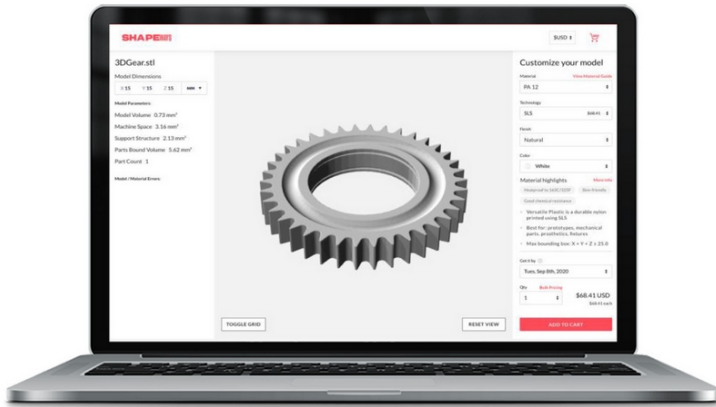 SHAPEWAYS
$USD
3DGear.stl
Model Dimensions
X 15 Y 15 Z 15 MM
Model Parameters
Model Volume 0.73 mm³
Machine Space 3.16 mm³
Support Structure 2.13 mm³
Parts Bound Volume 5.62 mm³
Part Count 1
Model / Material Errors:
TOGGLE GRID
RESET VIEW
Customize your model
Material View Material Guide
PA 12
Technology
SLS $68.41
Finish
Natural
Color
White
Material highlights More info
Skin friendly
Good chemical resistance
Versatile Plastic is a durable nylon
printed using SLS
Best for: prototypes, mechanical
parts, prosthetics, fixtures
Max bounding box: X + Y + Z ≥ 25.0
Get it by
Tues, Sep 8th, 2020
Qty Bulk Pricing
1 $68.41 USD
$68.41 each
ADD TO CART